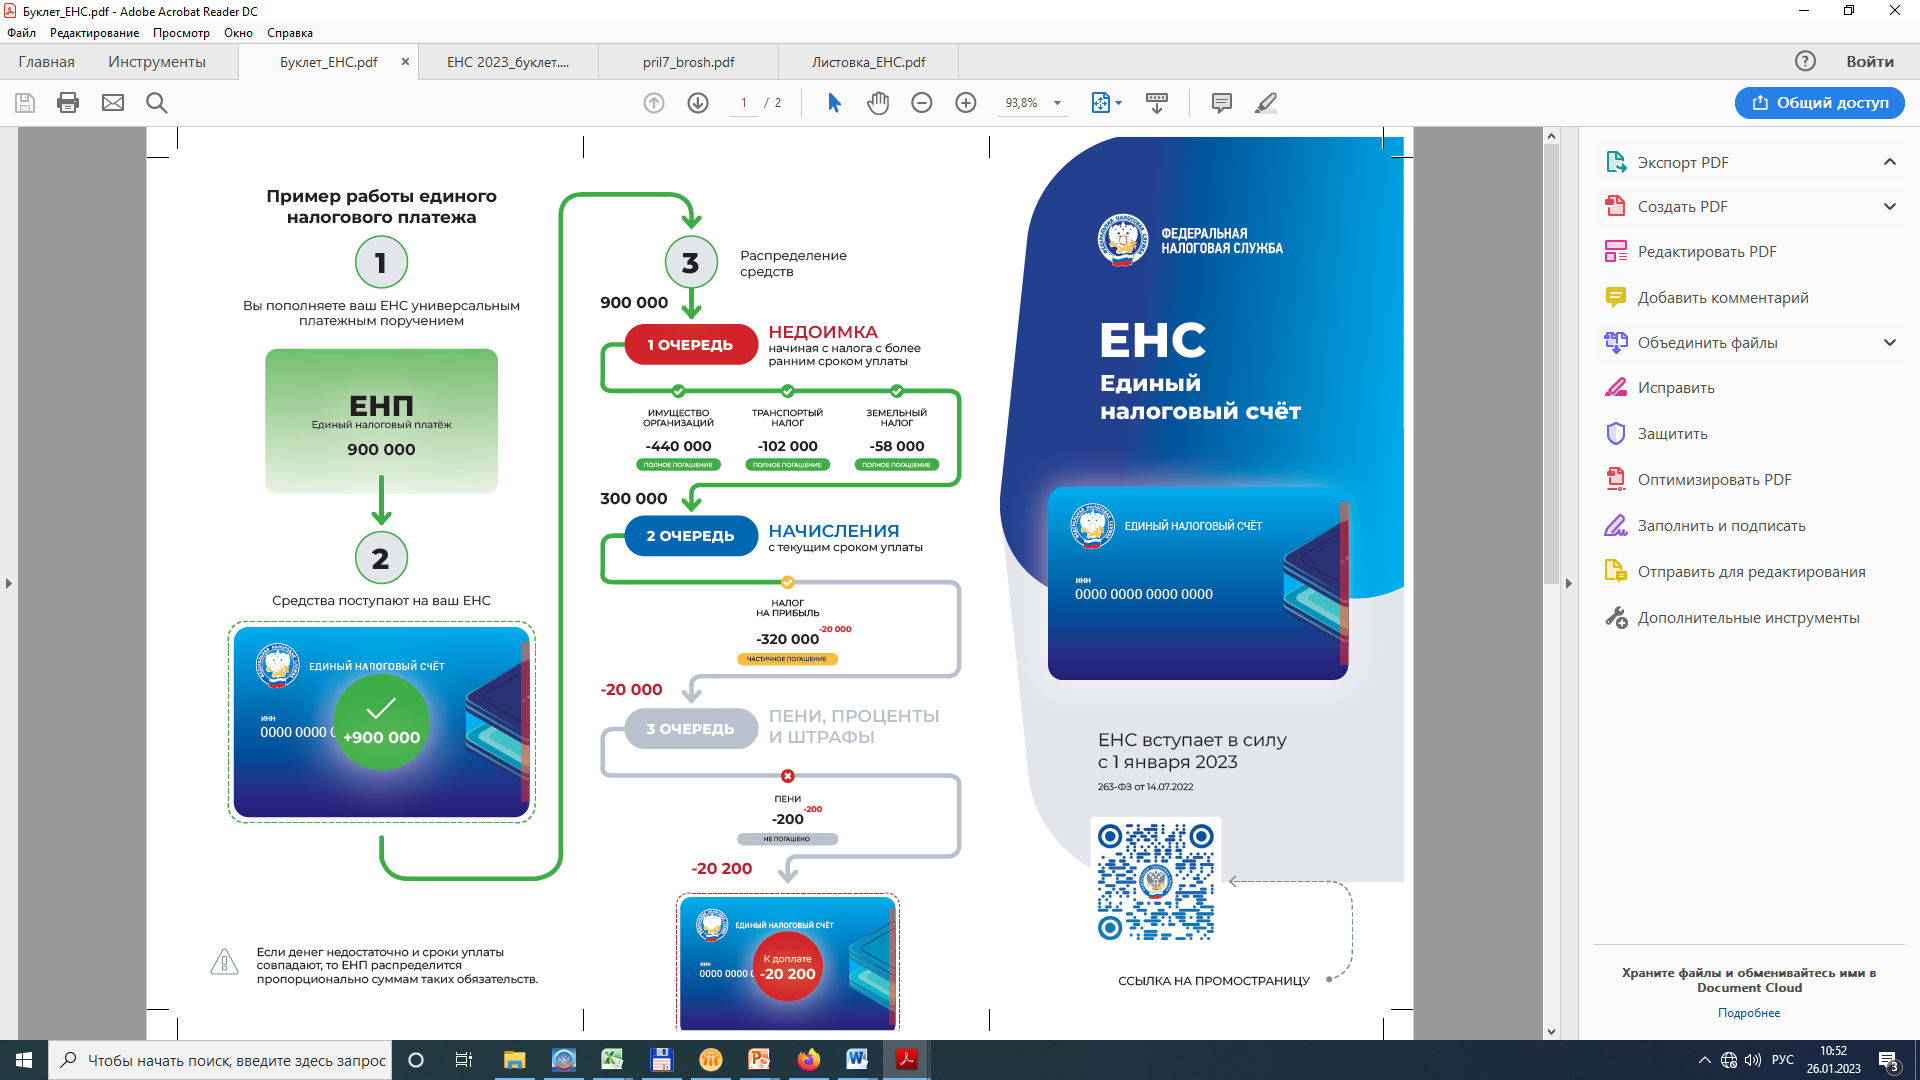 Буклет_ЕНС.pdf - Adobe Acrobat Reader DC
Файл Редактирование Просмотр Окно Справка
Главная Инструменты Буклет_ЕНС.pdf × ЕНС 2023_буклет.... pril7_brosh.pdf Листовка_ЕНС.pdf Войти
1 / 2 93,8% Общий доступ
Пример работы единого
налогового платежа
1
Вы пополняете ваш ЕНС универсальным
платежным поручением
ЕНП
Единый налоговый платёж
900 000
2
Средства поступают на ваш ЕНС
ЕДИНЫЙ НАЛОГОВЫЙ СЧЁТ
ИНН
0000 0000 0
+900 000
Если денег недостаточно и сроки уплаты
совпадают, то ЕНП распределится
пропорционально суммам таких обязательств.
3
Распределение
средств
900 000
1 ОЧЕРЕДЬ
НЕДОИМКА
начиная с налога с более
ранним сроком уплаты
ИМУЩЕСТВО
ОРГАНИЗАЦИЙ
-440 000
ПОЛНОЕ ПОГАШЕНИЕ
ТРАНСПОРТЫЙ
НАЛОГ
-102 000
ПОЛНОЕ ПОГАШЕНИЕ
ЗЕМЕЛЬНЫЙ
НАЛОГ
-58 000
ПОЛНОЕ ПОГАШЕНИЕ
300 000
2 ОЧЕРЕДЬ
НАЧИСЛЕНИЯ
с текущим сроком уплаты
НАЛОГ
НА ПРИБЫЛЬ
-320 000 -20 000
ЧАСТИЧНОЕ ПОГАШЕНИЕ
-20 000
3 ОЧЕРЕДЬ
ПЕНИ, ПРОЦЕНТЫ
И ШТРАФЫ
ПЕНИ
-200 -200
НЕ ПОГАШЕНО
-20 200
ЕДИНЫЙ НАЛОГОВЫЙ СЧЁТ
ИНН
0000 0000 0
К доплате
-20 200
ФЕДЕРАЛЬНАЯ
НАЛОГОВАЯ СЛУЖБА
ЕНС
Единый
налоговый счёт
ЕДИНЫЙ НАЛОГОВЫЙ СЧЁТ
ИНН
0000 0000 0000 0000
ЕНС вступает в силу
с 1 января 2023
263-ФЗ от 14.07.2022
ССЫЛКА НА ПРОМОСТРАНИЦУ
Экспорт PDF
Создать PDF
Редактировать PDF
Добавить комментарий
Объединить файлы
Исправить
Защитить
Оптимизировать PDF
Заполнить и подписать
Отправить для редактирования
Дополнительные инструменты
Храните файлы и обменивайтесь ими в
Document Cloud
Подробнее
Чтобы начать поиск, введите здесь запрос
РУС
10:52
26.01.2023
3